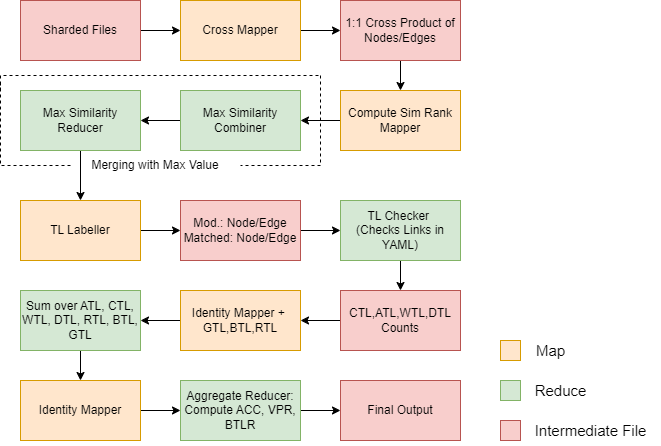 Sharded Files
Cross Mapper
1:1 Cross Product of
Nodes/Edges
Max Similarity
Reducer
Max Similarity
Combiner
Compute Sim Rank
Mapper
Merging with Max Value
TL Labeller
Mod.: Node/Edge
Matched: Node/Edge
TL Checker
(Checks Links in
YAML)
Sum over ATL, CTL,
WTL, DTL, RTL, BTL,
GTL
Identity Mapper +
GTL,BTL,RTL
CTL,ATL,WTL,DTL
Counts
Identity Mapper
Aggregate Reducer:
Compute ACC, VPR,
BTLR
Final Output
Map
Reduce
Intermediate File